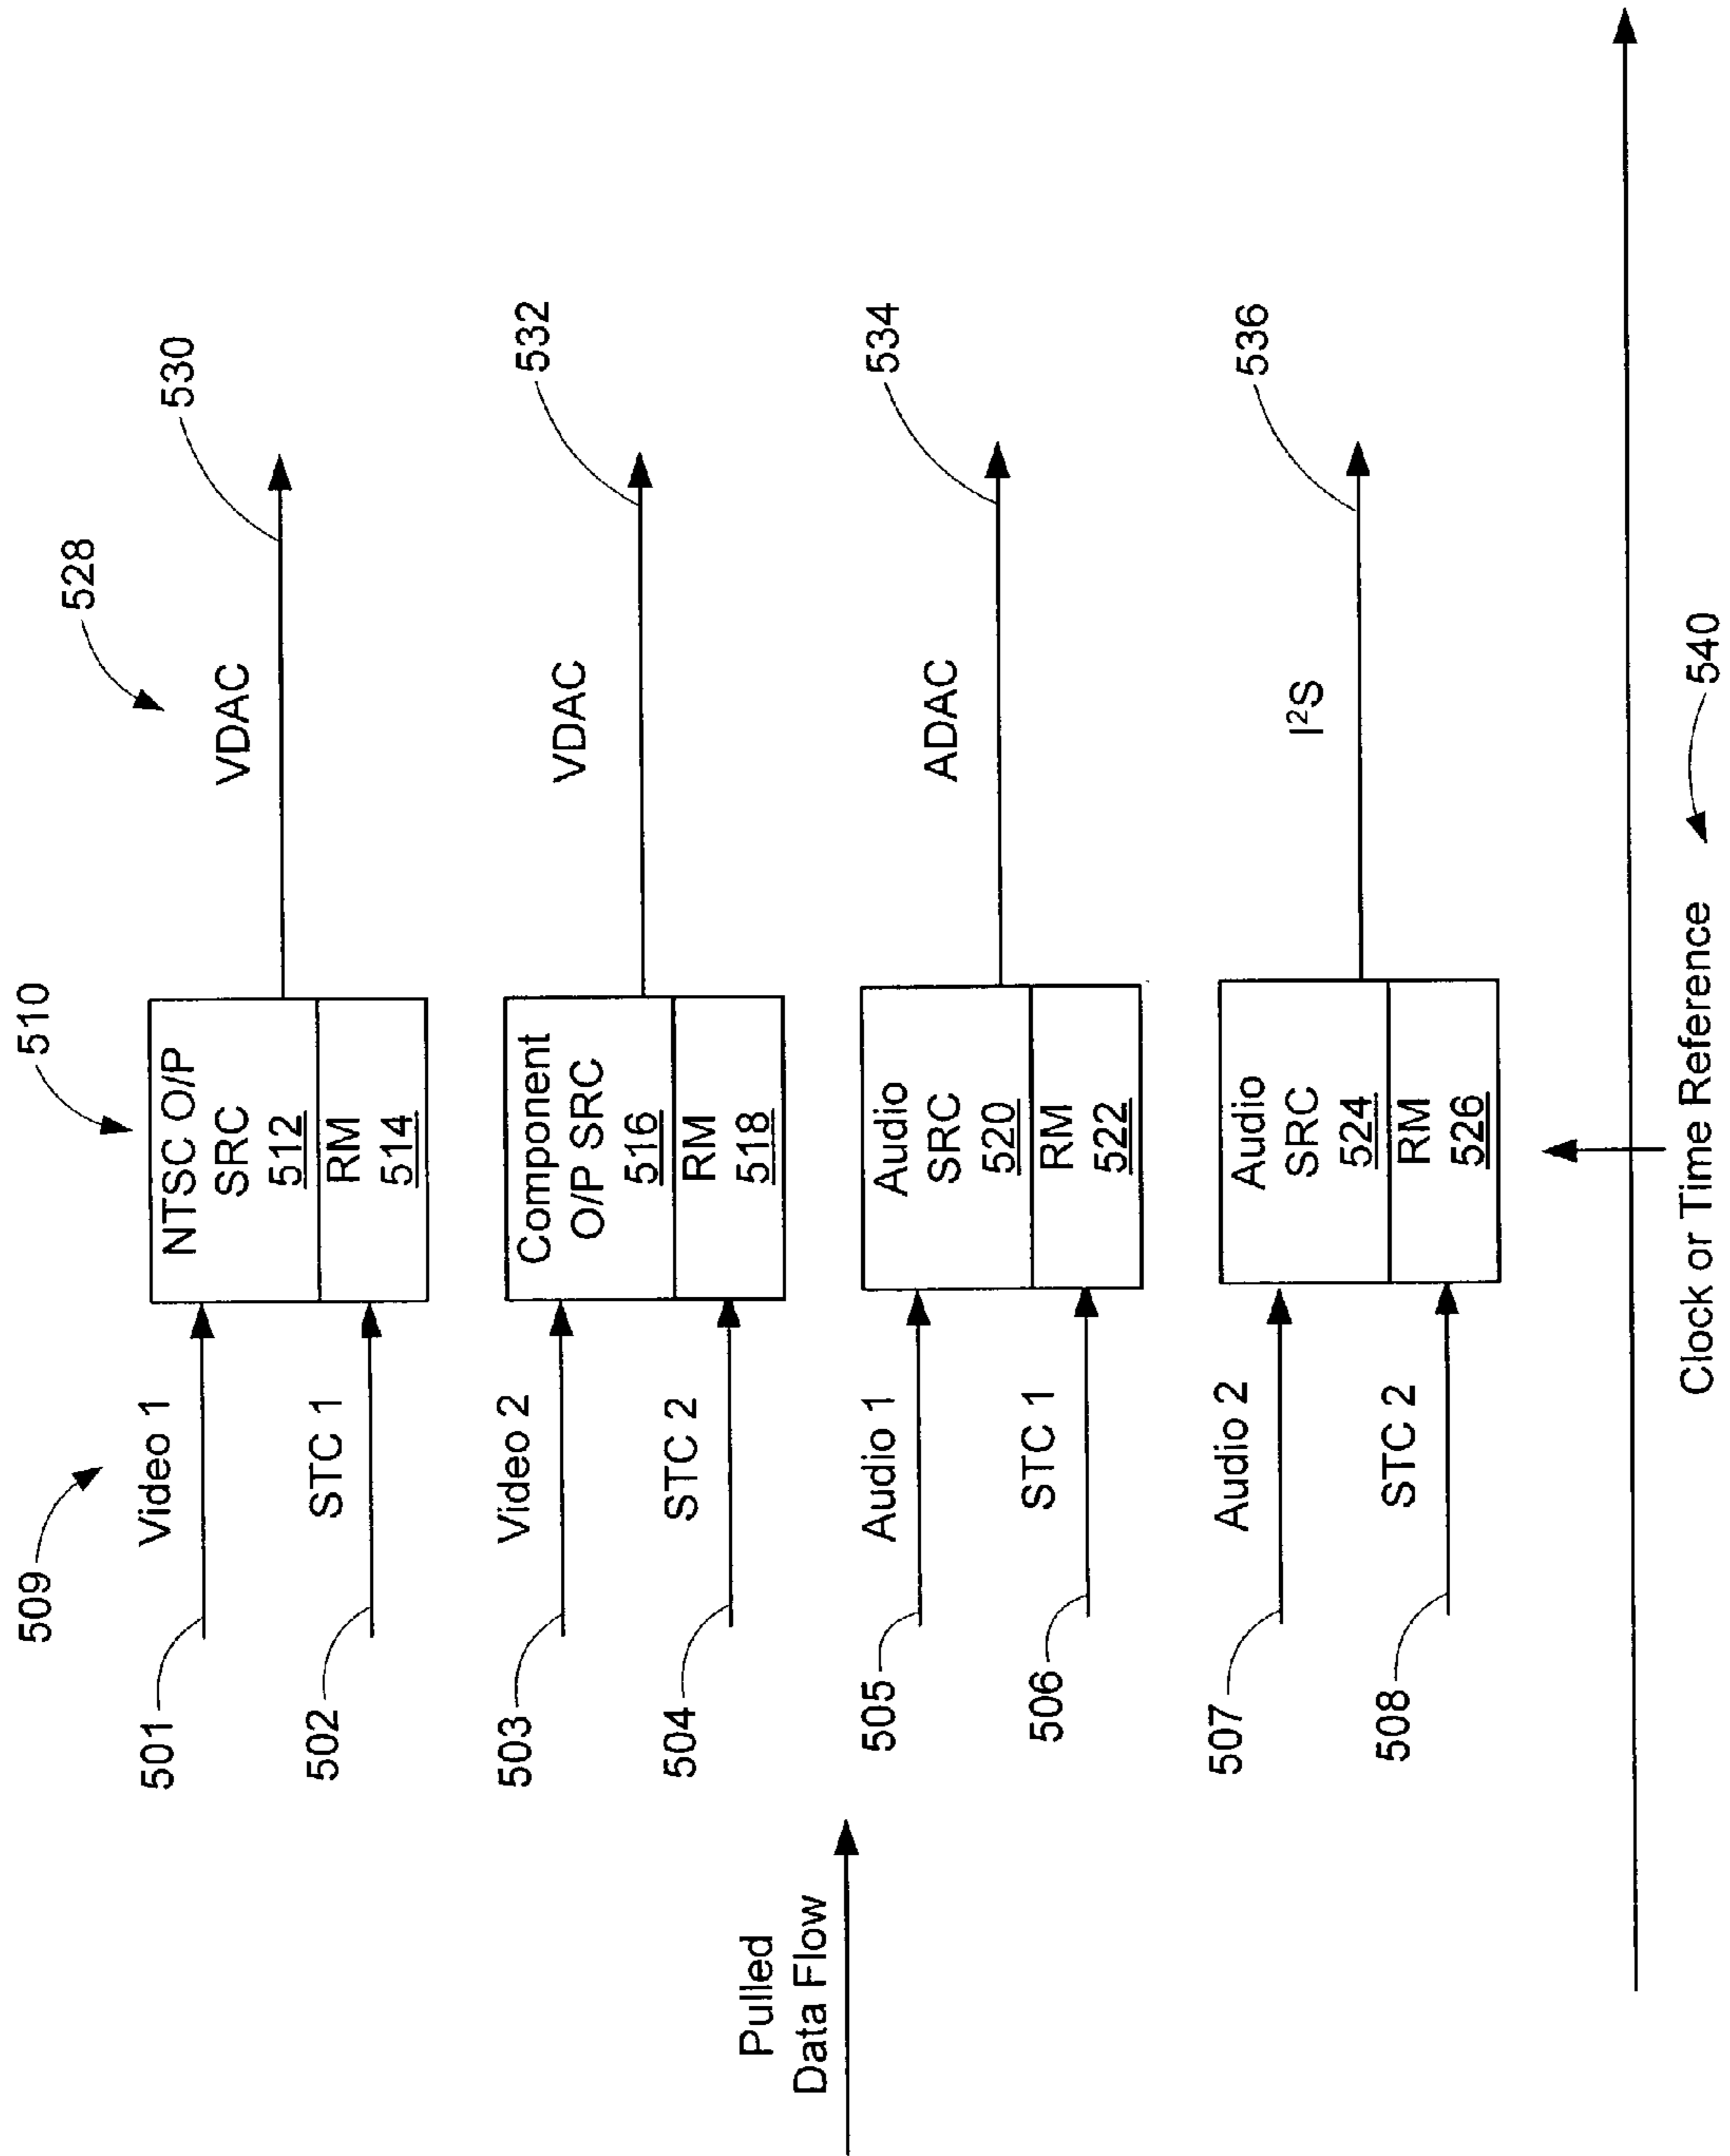 509
510
528
501
Video 1
NTSC O/P
SRC
512
VDAC
530
502
STC 1
RM
514
503
Video 2
Component
O/P SRC
516
VDAC
532
504
STC 2
RM
518
Pulled
Data Flow
505
Audio 1
Audio
SRC
520
ADAC
534
506
STC 1
RM
522
507
Audio 2
Audio
SRC
524
I²S
536
508
STC 2
RM
526
Clock or Time Reference
540